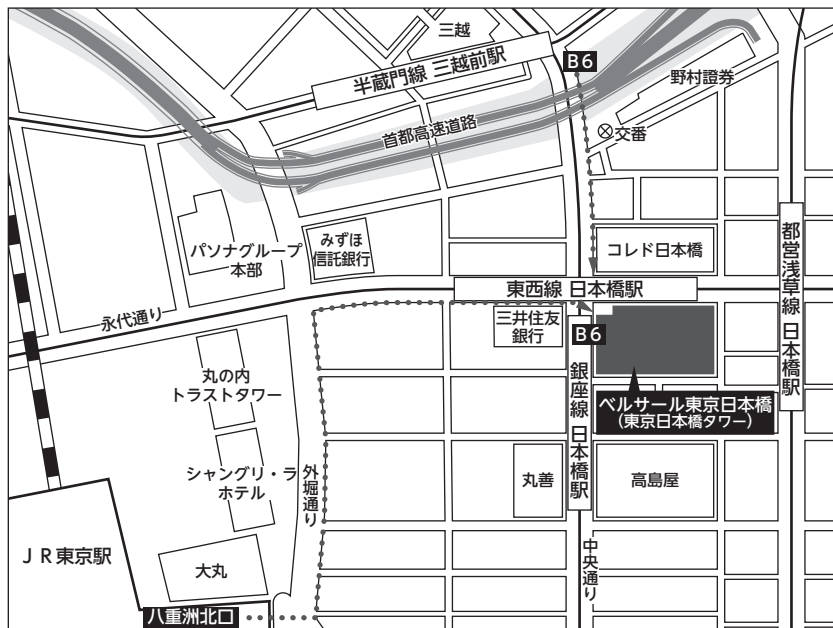 三越
半蔵門線 三越前駅
B6
野村證券
首都高速道路
交番
都営浅草線 日本橋駅
パソナグループ
本部
みずほ
信託銀行
コレド日本橋
東西線 日本橋駅
永代通り
三井住友
銀行
B6
銀座線 日本橋駅
丸の内
トラストタワー
ベルサール東京日本橋
(東京日本橋タワー)
シャングリ・ラ
ホテル
外堀通り
丸善
高島屋
JR東京駅
大丸
中央通り
八重洲北口